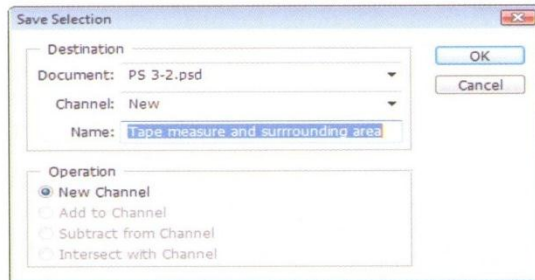 Save Selection
Destination
OK
Document: PS 3-2.psd
Cancel
Channel: New
Name: Tape measure and surrrounding area
Operation
New Channel
Add to Channel
Subtract from Channel
Intersect with Channel